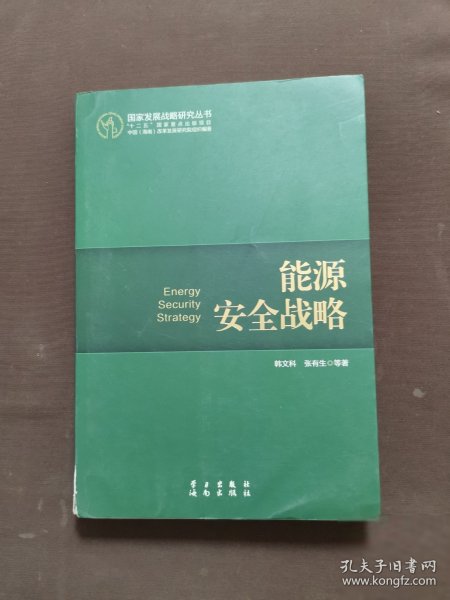 国家发展战略研究丛书
"十二五"国家重点出版项目
中国（海南）改革发展研究院组织编著
能源
安全战略
Energy
Security
Strategy
韩文科 张有生◎等著
学习出版社
海南出版社
孔夫子旧书网
www.kongfz.com